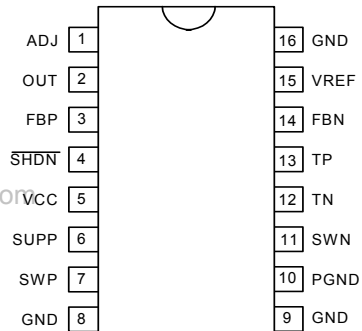 ADJ 1 16 GND
OUT 2 15 VREF
FBP 3 14 FBN
SHDN 4 13 TP
om
VCC 5 12 TN
SUPP 6 11 SWN
SWP 7 10 PGND
GND 8 9 GND